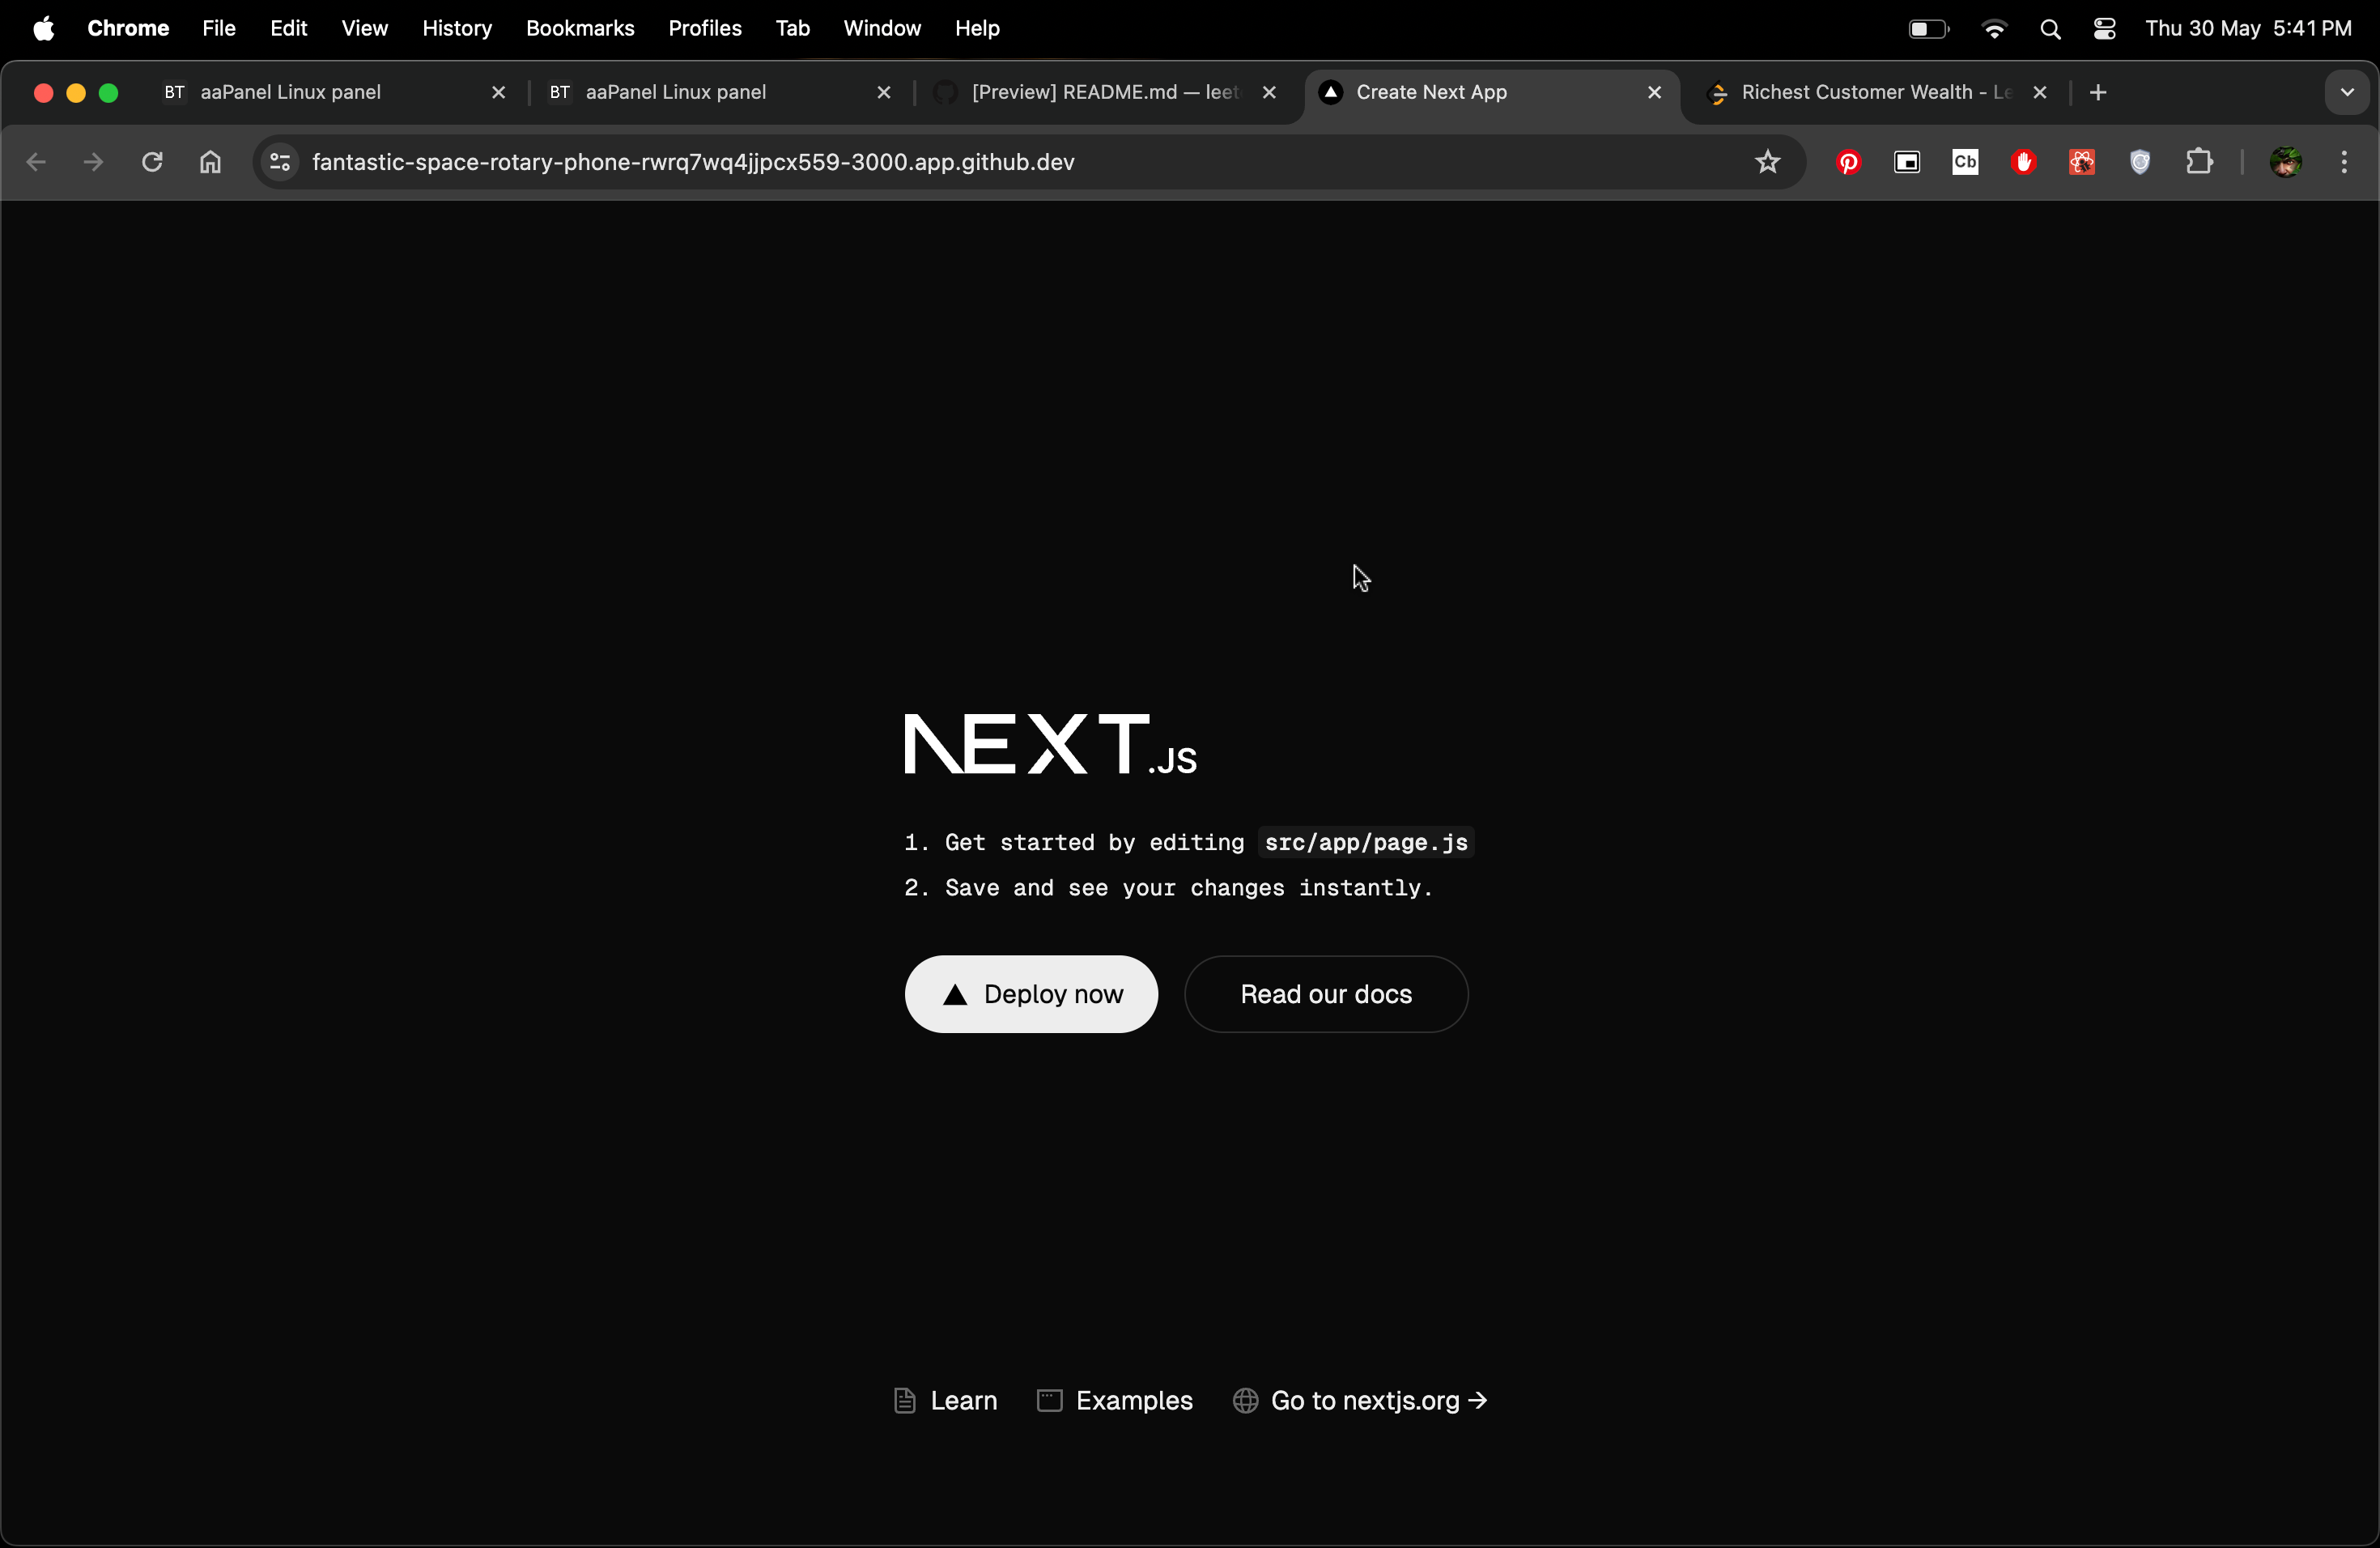 Chrome File Edit View History Bookmarks Profiles Tab Window Help Thu 30 May 5:41 PM
BT aaPanel Linux panel BT aaPanel Linux panel [Preview] README.md — leet Create Next App Richest Customer Wealth - Le
fantastic-space-rotary-phone-rwrq7wq4jjpcx559-3000.app.github.dev Cb
NEXT.JS
1. Get started by editing src/app/page.js
2. Save and see your changes instantly.
Deploy now Read our docs
Learn Examples Go to nextjs.org →